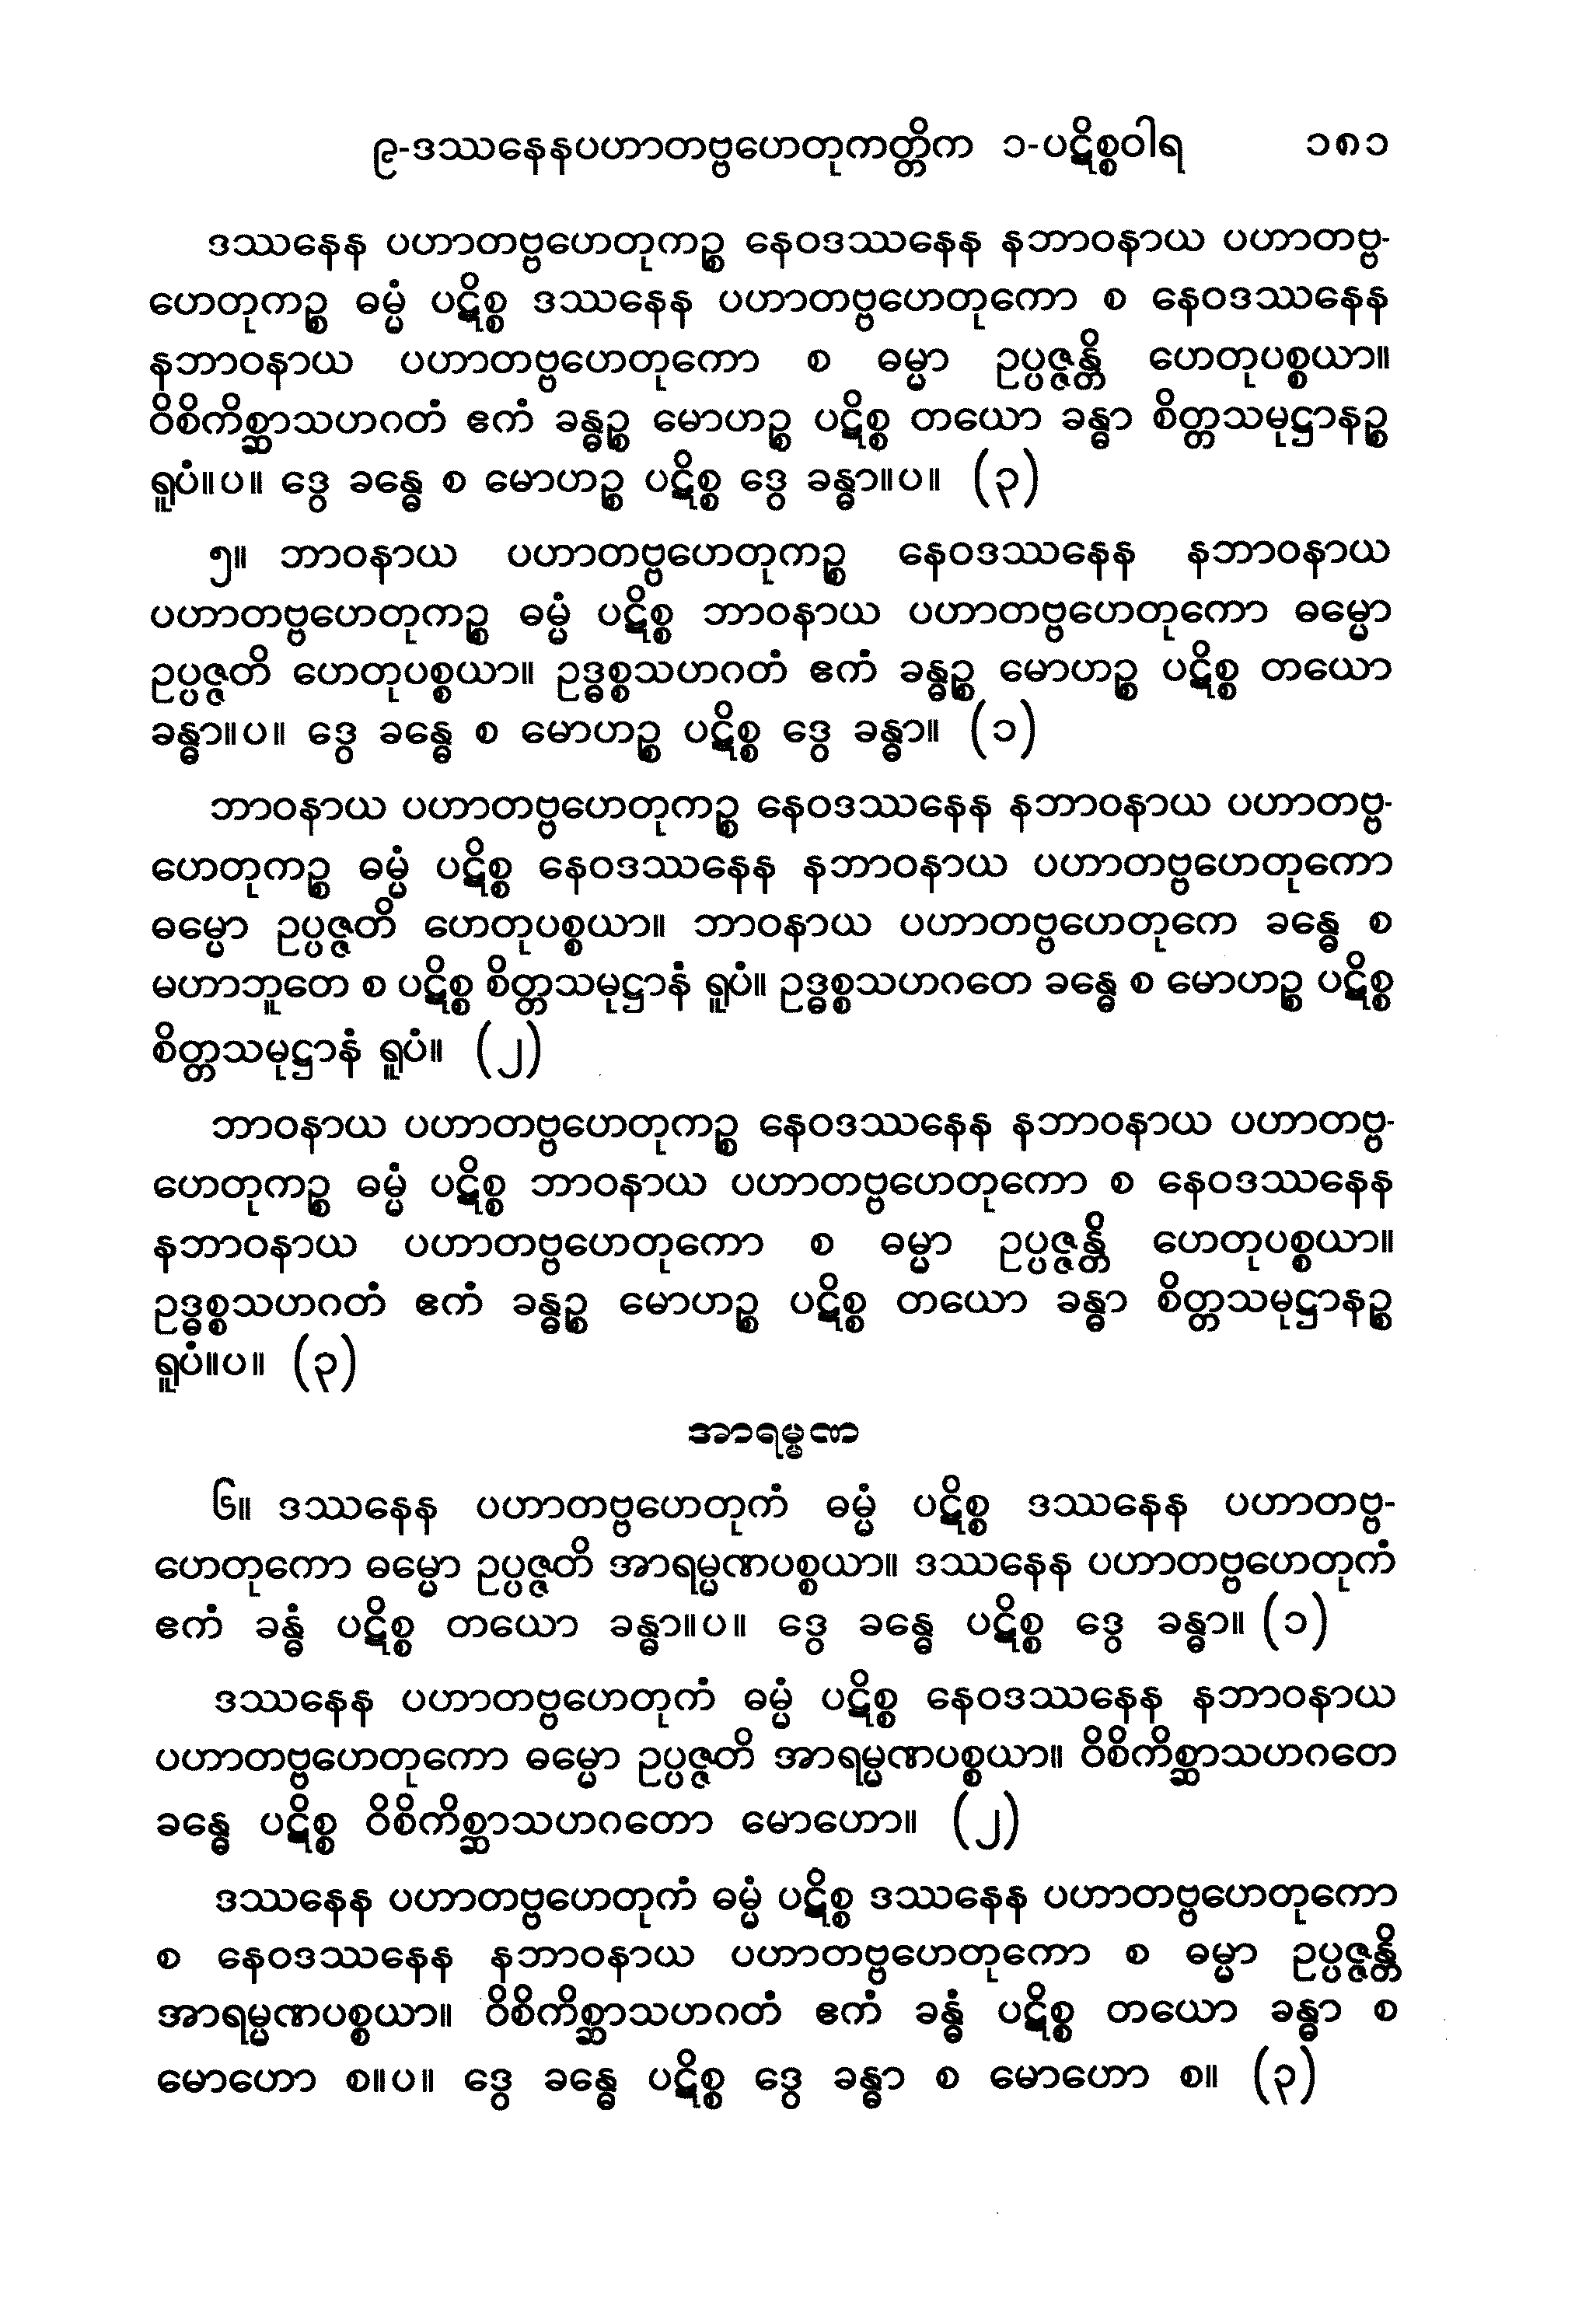 ၉-ဒဿနေနပဟာတဗ္ဗဟေတုကတ္တိက ၁-ပဋိစ္စဝါရ ၁၈၁
ဒဿနေန ပဟာတဗ္ဗဟေတုကဉ္စ နေဝဒဿနေန နဘာဝနာယ ပဟာတဗ္ဗ-
ဟေတုကဉ္စ ဓမ္မံ ပဋိစ္စ ဒဿနေန ပဟာတဗ္ဗဟေတုကော စ နေဝဒဿနေန
နဘာဝနာယ ပဟာတဗ္ဗဟေတုကော စ ဓမ္မာ ဥပ္ပဇ္ဇန္တိ ဟေတုပစ္စယာ။
ဝိစိကိစ္ဆာသဟဂတံ ဧကံ ခန္ဓဉ္စ မောဟဉ္စ ပဋိစ္စ တယော ခန္ဓာ စိတ္တသမုဋ္ဌာနဉ္စ
ရူပံ။ပ။ ဒွေ ခန္ဓေ စ မောဟဉ္စ ပဋိစ္စ ဒွေ ခန္ဓာ။ပ။ (၃)
၅။ ဘာဝနာယ ပဟာတဗ္ဗဟေတုကဉ္စ နေဝဒဿနေန နဘာဝနာယ
ပဟာတဗ္ဗဟေတုကဉ္စ ဓမ္မံ ပဋိစ္စ ဘာဝနာယ ပဟာတဗ္ဗဟေတုကော ဓမ္မော
ဥပ္ပဇ္ဇတိ ဟေတုပစ္စယာ။ ဥဒ္ဓစ္စသဟဂတံ ဧကံ ခန္ဓဉ္စ မောဟဉ္စ ပဋိစ္စ တယော
ခန္ဓာ။ပ။ ဒွေ ခန္ဓေ စ မောဟဉ္စ ပဋိစ္စ ဒွေ ခန္ဓာ။ (၁)
ဘာဝနာယ ပဟာတဗ္ဗဟေတုကဉ္စ နေဝဒဿနေန နဘာဝနာယ ပဟာတဗ္ဗ-
ဟေတုကဉ္စ ဓမ္မံ ပဋိစ္စ နေဝဒဿနေန နဘာဝနာယ ပဟာတဗ္ဗဟေတုကော
ဓမ္မော ဥပ္ပဇ္ဇတိ ဟေတုပစ္စယာ။ ဘာဝနာယ ပဟာတဗ္ဗဟေတုကေ ခန္ဓေ စ
မဟာဘူတေ စ ပဋိစ္စ စိတ္တသမုဋ္ဌာနံ ရူပံ။ ဥဒ္ဓစ္စသဟဂတေ ခန္ဓေ စ မောဟဉ္စ ပဋိစ္စ
စိတ္တသမုဋ္ဌာနံ ရူပံ။ (၂)
ဘာဝနာယ ပဟာတဗ္ဗဟေတုကဉ္စ နေဝဒဿနေန နဘာဝနာယ ပဟာတဗ္ဗ-
ဟေတုကဉ္စ ဓမ္မံ ပဋိစ္စ ဘာဝနာယ ပဟာတဗ္ဗဟေတုကော စ နေဝဒဿနေန
နဘာဝနာယ ပဟာတဗ္ဗဟေတုကော စ ဓမ္မာ ဥပ္ပဇ္ဇန္တိ ဟေတုပစ္စယာ။
ဥဒ္ဓစ္စသဟဂတံ ဧကံ ခန္ဓဉ္စ မောဟဉ္စ ပဋိစ္စ တယော ခန္ဓာ စိတ္တသမုဋ္ဌာနဉ္စ
ရူပံ။ပ။ (၃)
အာရမ္မဏ
၆။ ဒဿနေန ပဟာတဗ္ဗဟေတုကံ ဓမ္မံ ပဋိစ္စ ဒဿနေန ပဟာတဗ္ဗ-
ဟေတုကော ဓမ္မော ဥပ္ပဇ္ဇတိ အာရမ္မဏပစ္စယာ။ ဒဿနေန ပဟာတဗ္ဗဟေတုကံ
ဧကံ ခန္ဓံ ပဋိစ္စ တယော ခန္ဓာ။ပ။ ဒွေ ခန္ဓေ ပဋိစ္စ ဒွေ ခန္ဓာ။ (၁)
ဒဿနေန ပဟာတဗ္ဗဟေတုကံ ဓမ္မံ ပဋိစ္စ နေဝဒဿနေန နဘာဝနာယ
ပဟာတဗ္ဗဟေတုကော ဓမ္မော ဥပ္ပဇ္ဇတိ အာရမ္မဏပစ္စယာ။ ဝိစိကိစ္ဆာသဟဂတေ
ခန္ဓေ ပဋိစ္စ ဝိစိကိစ္ဆာသဟဂတော မောဟော။ (၂)
ဒဿနေန ပဟာတဗ္ဗဟေတုကံ ဓမ္မံ ပဋိစ္စ ဒဿနေန ပဟာတဗ္ဗဟေတုကော
စ နေဝဒဿနေန နဘာဝနာယ ပဟာတဗ္ဗဟေတုကော စ ဓမ္မာ ဥပ္ပဇ္ဇန္တိ
အာရမ္မဏပစ္စယာ။ ဝိစိကိစ္ဆာသဟဂတံ ဧကံ ခန္ဓံ ပဋိစ္စ တယော ခန္ဓာ စ
မောဟော စ။ပ။ ဒွေ ခန္ဓေ ပဋိစ္စ ဒွေ ခန္ဓာ စ မောဟော စ။ (၃)